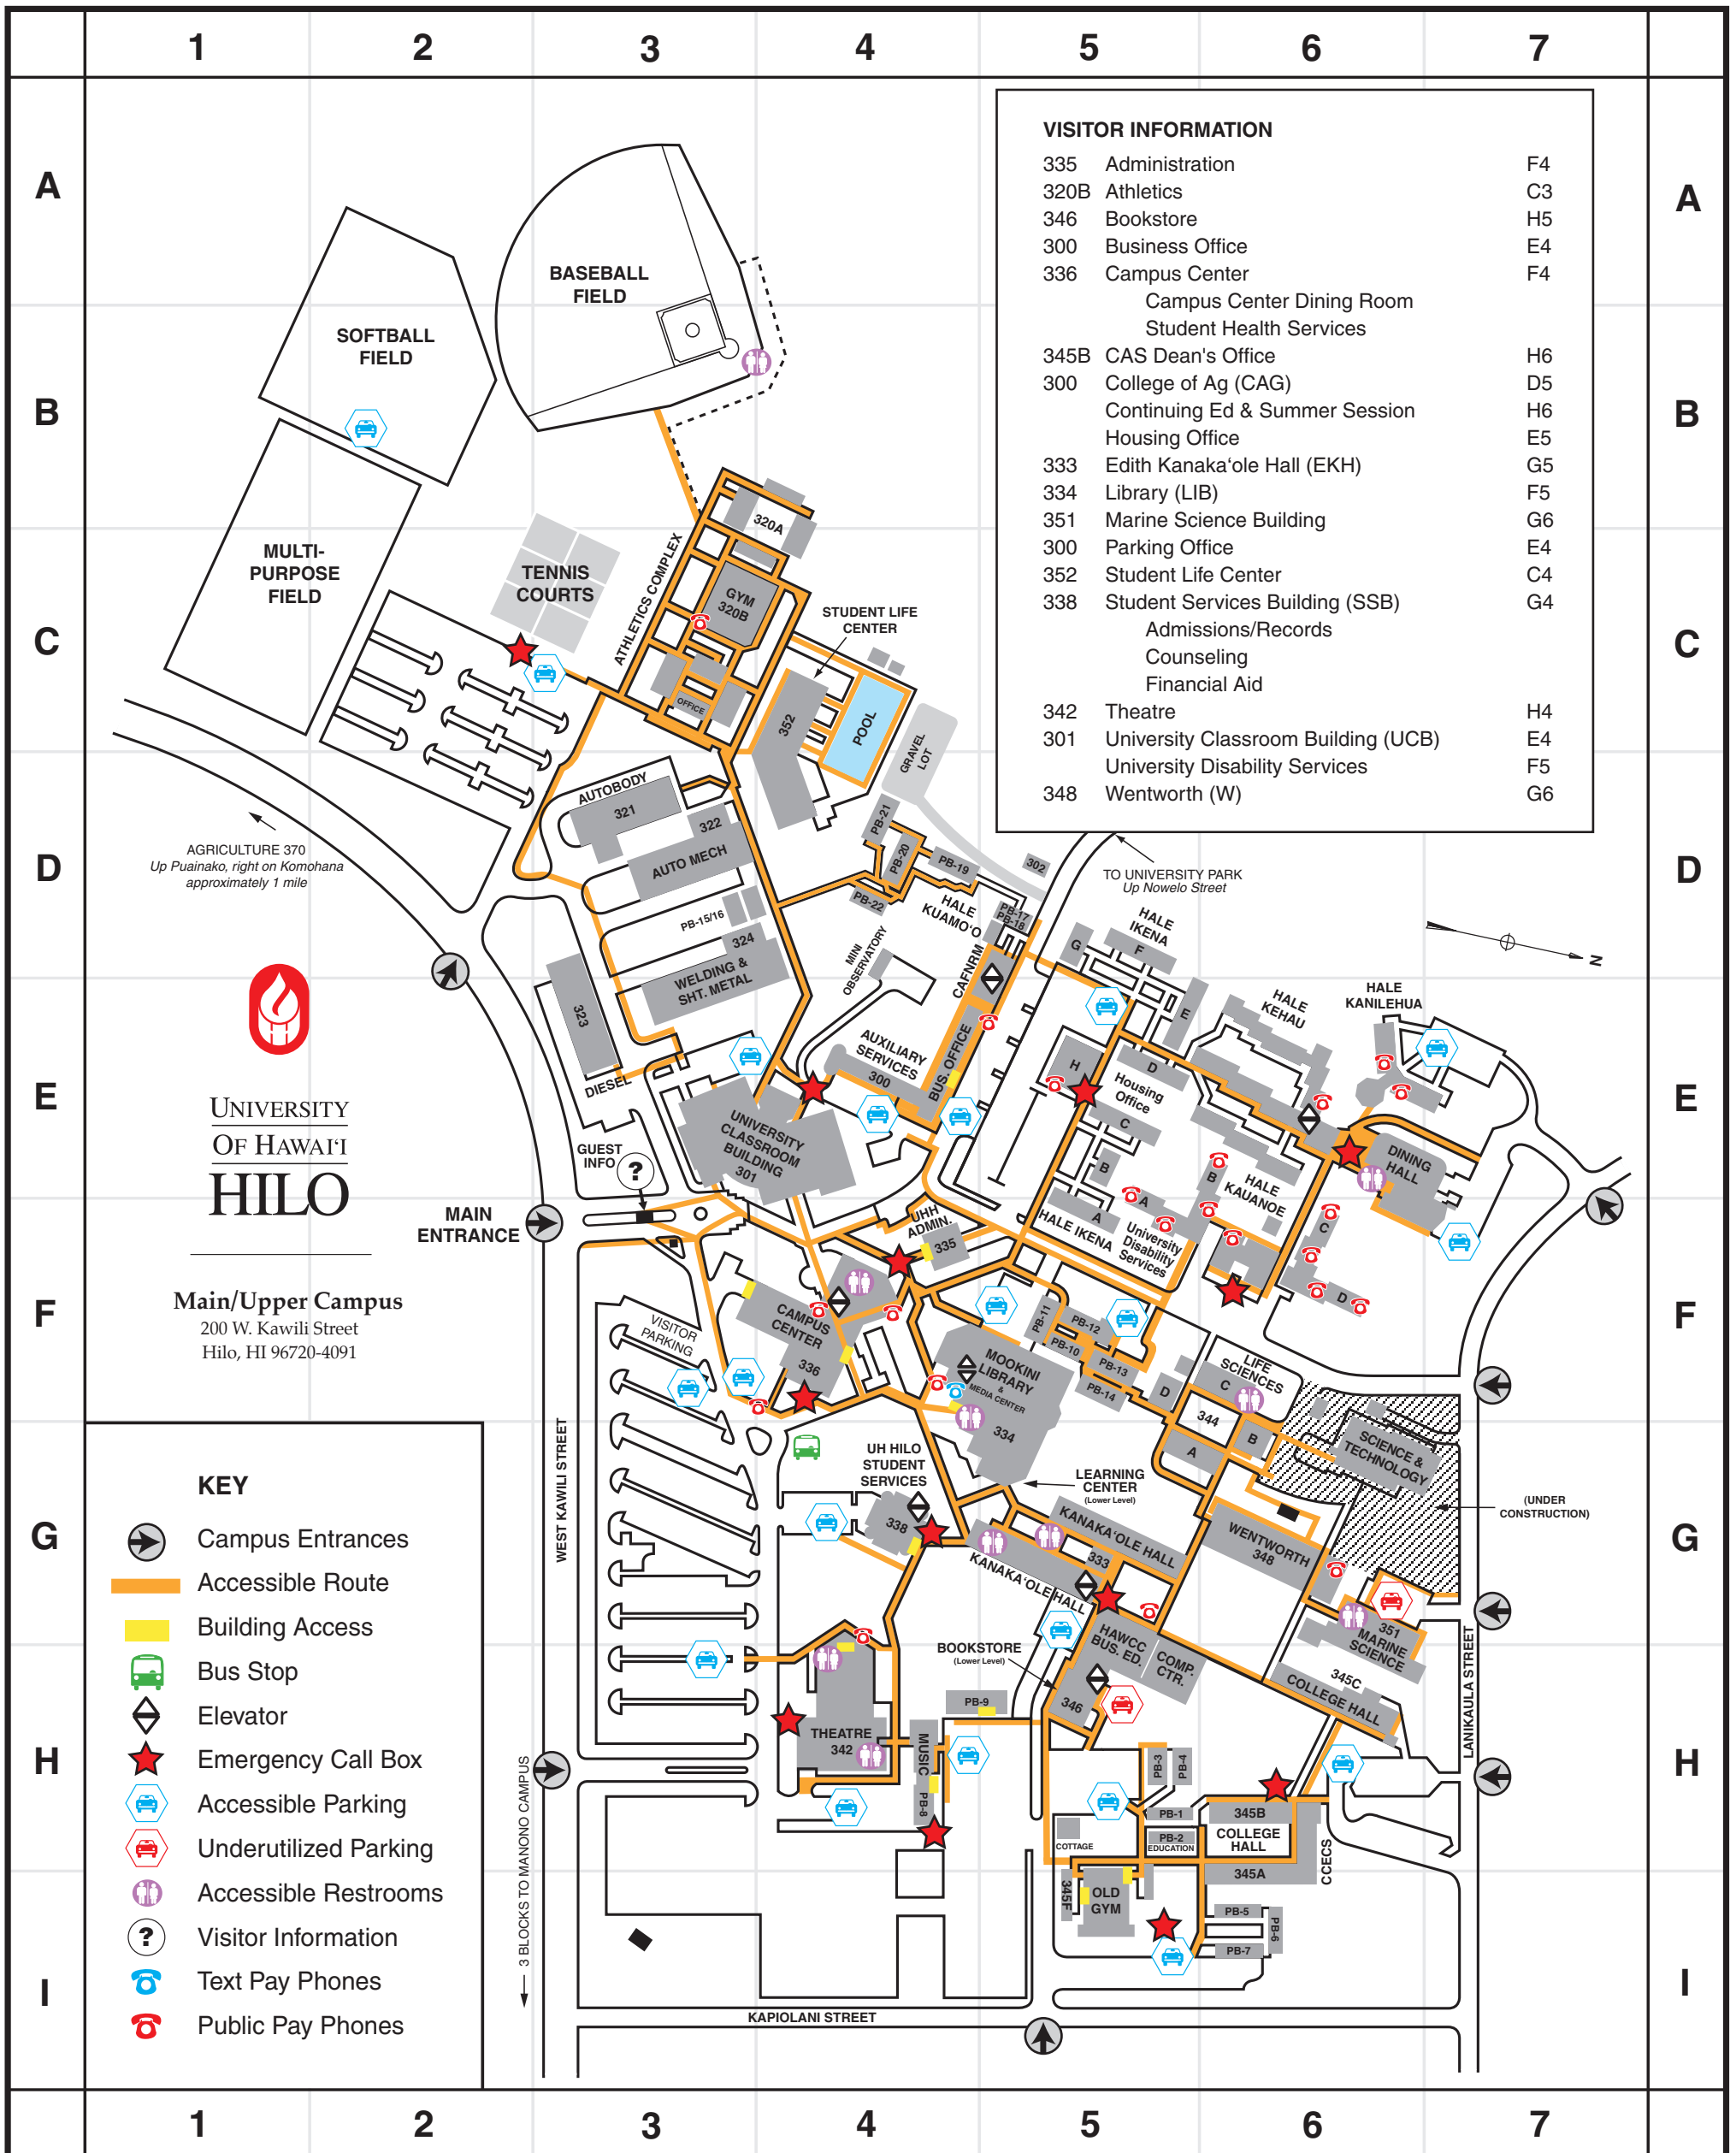 1 2 3 4 5 6 7
A
B
C
D
E
F
G
H
I
A
B
C
D
E
F
G
H
I
1 2 3 4 5 6 7
VISITOR INFORMATION
335 Administration F4
320B Athletics C3
346 Bookstore H5
300 Business Office E4
336 Campus Center F4
Campus Center Dining Room
Student Health Services
345B CAS Dean's Office H6
300 College of Ag (CAG) D5
Continuing Ed & Summer Session H6
Housing Office E5
333 Edith Kanakaʻole Hall (EKH) G5
334 Library (LIB) F5
351 Marine Science Building G6
300 Parking Office E4
352 Student Life Center C4
338 Student Services Building (SSB) G4
Admissions/Records
Counseling
Financial Aid
342 Theatre H4
301 University Classroom Building (UCB) E4
University Disability Services F5
348 Wentworth (W) G6
BASEBALL
FIELD
SOFTBALL
FIELD
MULTI-
PURPOSE
FIELD
TENNIS
COURTS
ATHLETICS COMPLEX
320A
GYM
320B
OFFICE
STUDENT LIFE
CENTER
352
POOL
GRAVEL
LOT
AUTOBODY
321
322
AUTO MECH
PB-15/16
324
WELDING &
SHT. METAL
323
DIESEL
AGRICULTURE 370
Up Puainako, right on Komohana
approximately 1 mile
PB-21
PB-20
PB-19
PB-22
302
HALE
KUAMOʻO
PB-17
PB-18
MINI
OBSERVATORY
CAFNRM
TO UNIVERSITY PARK
Up Nowelo Street
N
HALE
IKENA
G
F
E
H
D
Housing
Office
C
B
A
HALE IKENA
HALE
KEHAU
HALE
KANILEHUA
AUXILIARY
SERVICES
300
BUS. OFFICE
UNIVERSITY
CLASSROOM
BUILDING
301
GUEST
INFO
?
MAIN
ENTRANCE
DINING
HALL
HALE
KAUANOE
B
A
C
D
University
Disability
Services
UHH
ADMIN.
335
UNIVERSITY
OF HAWAIʻI
HILO
Main/Upper Campus
200 W. Kawili Street
Hilo, HI 96720-4091
VISITOR
PARKING
CAMPUS
CENTER
336
PB-11
PB-12
PB-10
PB-13
PB-14
MOOKINI
LIBRARY
&
MEDIA CENTER
334
LIFE
SCIENCES
C
D
344
B
A
SCIENCE &
TECHNOLOGY
(UNDER
CONSTRUCTION)
WEST KAWILI STREET
UH HILO
STUDENT
SERVICES
338
LEARNING
CENTER
(Lower Level)
KANAKAʻOLE HALL
333
KANAKAʻOLE HALL
WENTWORTH
348
351
MARINE
SCIENCE
LANIKAULA STREET
BOOKSTORE
(Lower Level)
HAWCC
BUS. ED.
COMP.
CTR.
346
345C
COLLEGE HALL
PB-9
THEATRE
342
MUSIC
PB-8
PB-3
PB-4
PB-1
PB-2
EDUCATION
COTTAGE
345B
COLLEGE
HALL
345A
CCECS
345F
OLD
GYM
PB-5
PB-6
PB-7
3 BLOCKS TO MANONO CAMPUS
KAPIOLANI STREET
KEY
Campus Entrances
Accessible Route
Building Access
Bus Stop
Elevator
Emergency Call Box
Accessible Parking
Underutilized Parking
Accessible Restrooms
? Visitor Information
Text Pay Phones
Public Pay Phones